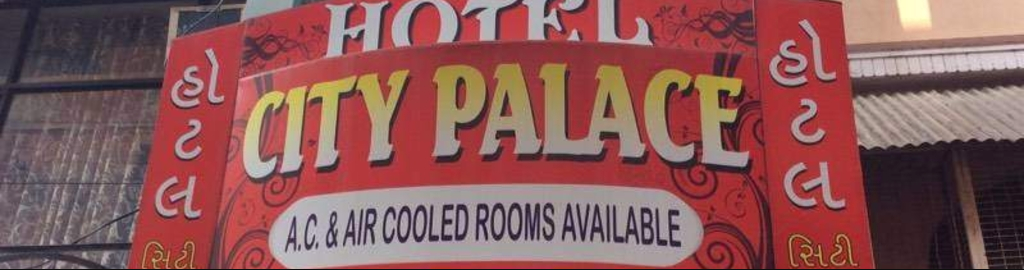 HOTEL
CITY PALACE
A.C. & AIR COOLED ROOMS AVAILABLE
હો
ટ
લ
સિટી
હો
ટ
લ
સિટી